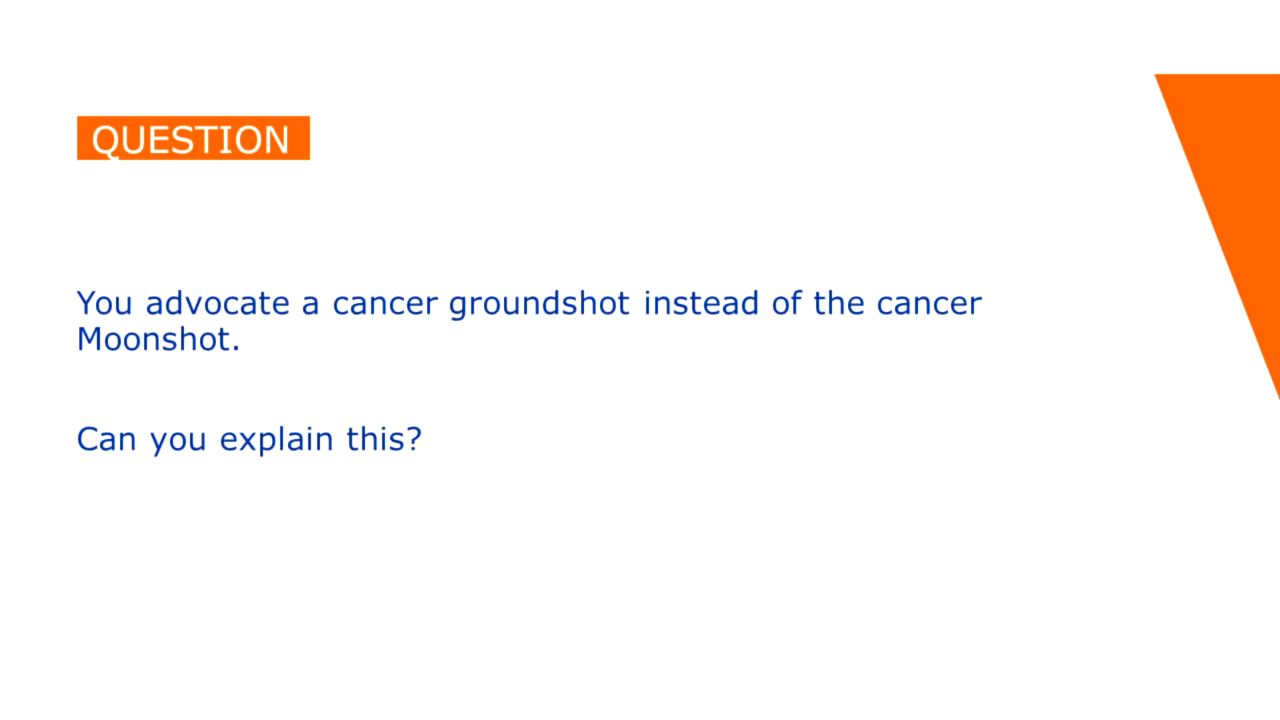 QUESTION
You advocate a cancer groundshot instead of the cancer
Moonshot.
Can you explain this?